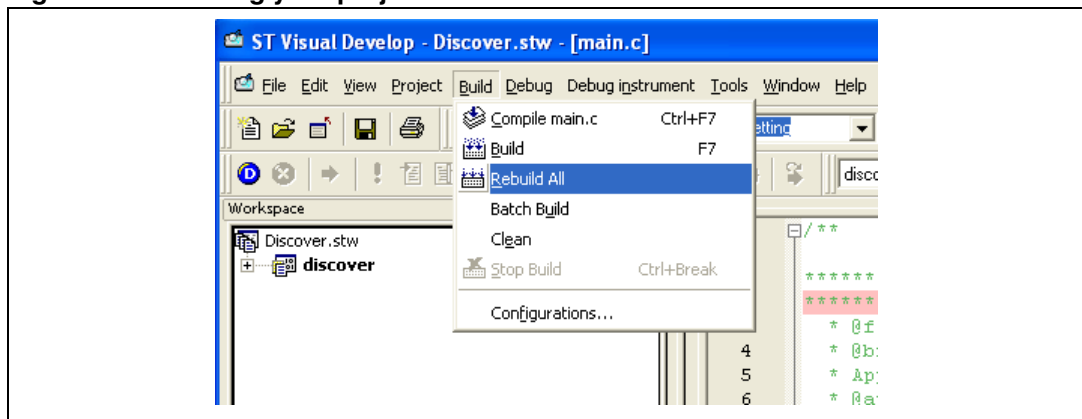 ST Visual Develop - Discover.stw - [main.c]
File Edit View Project Build Debug Debug instrument Tools Window Help
Compile main.c Ctrl+F7
Build F7
Rebuild All
Batch Build
Clean
Stop Build Ctrl+Break
Configurations...
Workspace
Discover.stw
discover
/**
******
******
* @f
4 * @b
5 * Ap
6 * @a